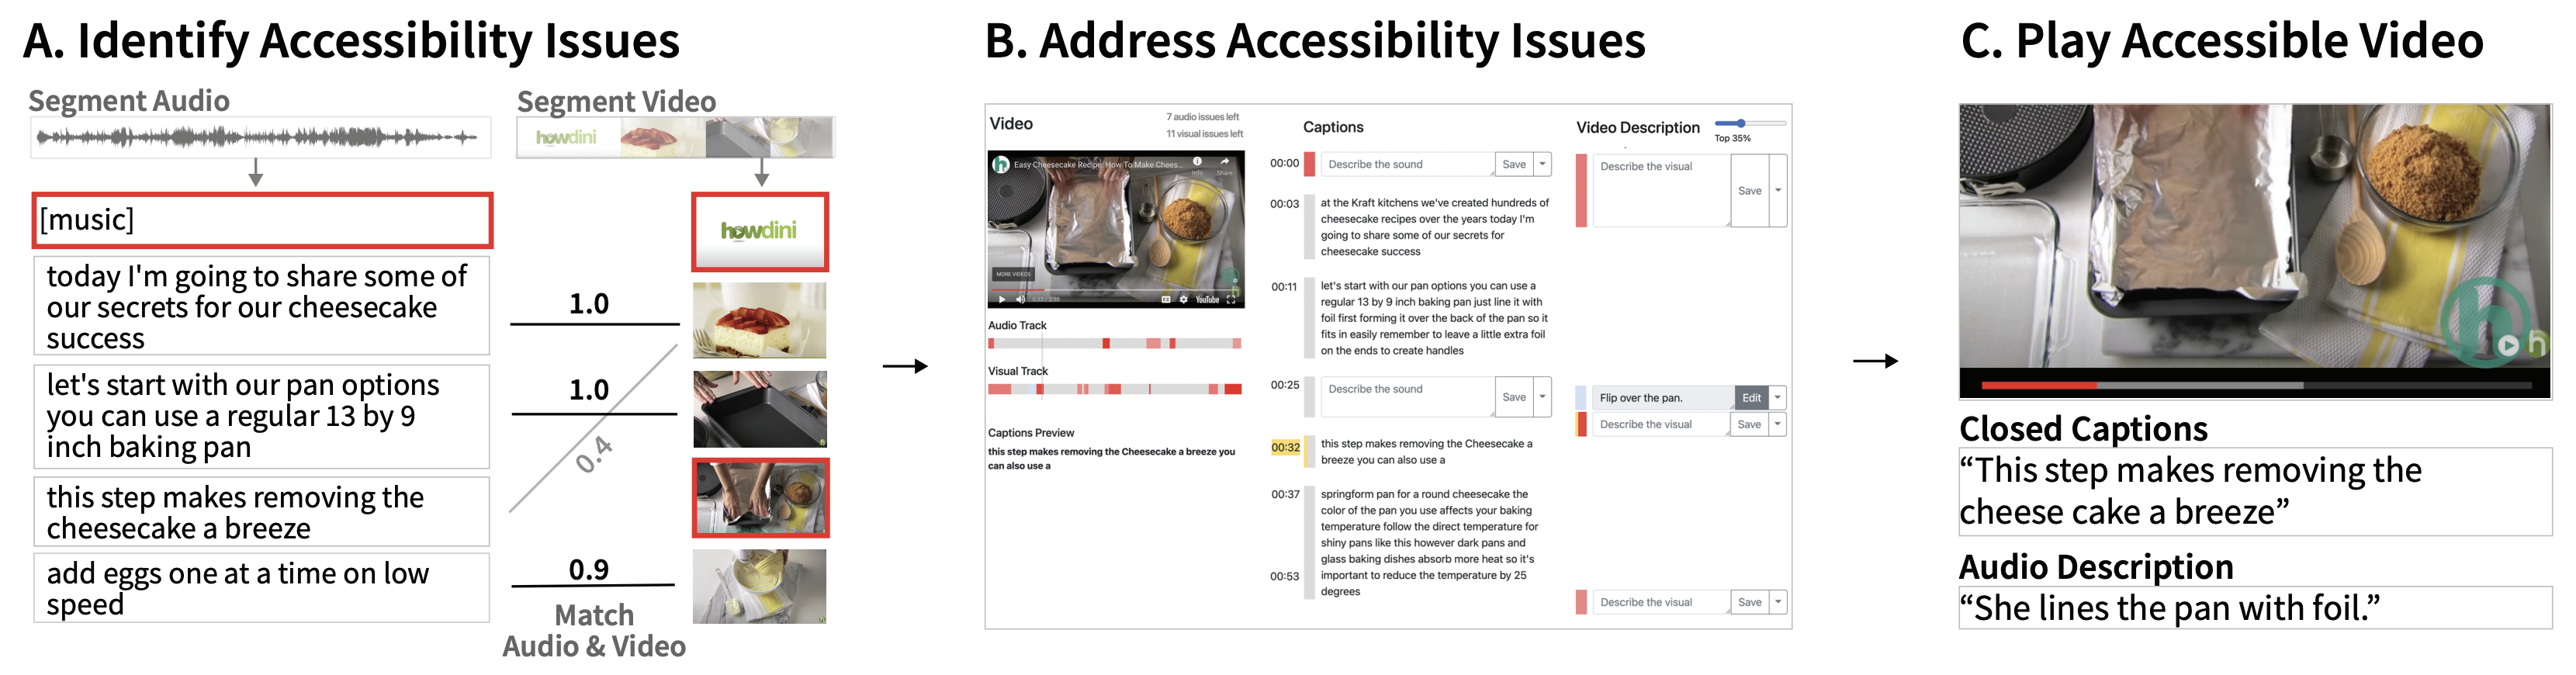 A. Identify Accessibility Issues
Segment Audio
Segment Video
howdini
[music]
howdini
today I'm going to share some of
our secrets for our cheesecake
success
1.0
let's start with our pan options
you can use a regular 13 by 9
inch baking pan
1.0
0.4
this step makes removing the
cheesecake a breeze
add eggs one at a time on low
speed
0.9
Match
Audio & Video
B. Address Accessibility Issues
Video
7 audio issues left
11 visual issues left
Easy Cheesecake Recipe: How To Make Chees...
Info
Share
MORE VIDEOS
YouTube
Audio Track
Visual Track
Captions Preview
this step makes removing the Cheesecake a breeze you
can also use a
Captions
00:00
Describe the sound
Save
00:03
at the Kraft kitchens we've created hundreds of
cheesecake recipes over the years today I'm
going to share some of our secrets for
cheesecake success
00:11
let's start with our pan options you can use a
regular 13 by 9 inch baking pan just line it with
foil first forming it over the back of the pan so it
fits in easily remember to leave a little extra foil
on the ends to create handles
00:25
Describe the sound
Save
00:32
this step makes removing the Cheesecake a
breeze you can also use a
00:37
springform pan for a round cheesecake the
color of the pan you use affects your baking
temperature follow the direct temperature for
shiny pans like this however dark pans and
glass baking dishes absorb more heat so it's
00:53
important to reduce the temperature by 25
degrees
Video Description
Top 35%
Describe the visual
Save
Flip over the pan.
Edit
Describe the visual
Save
Describe the visual
Save
C. Play Accessible Video
h
Closed Captions
“This step makes removing the
cheese cake a breeze”
Audio Description
“She lines the pan with foil.”